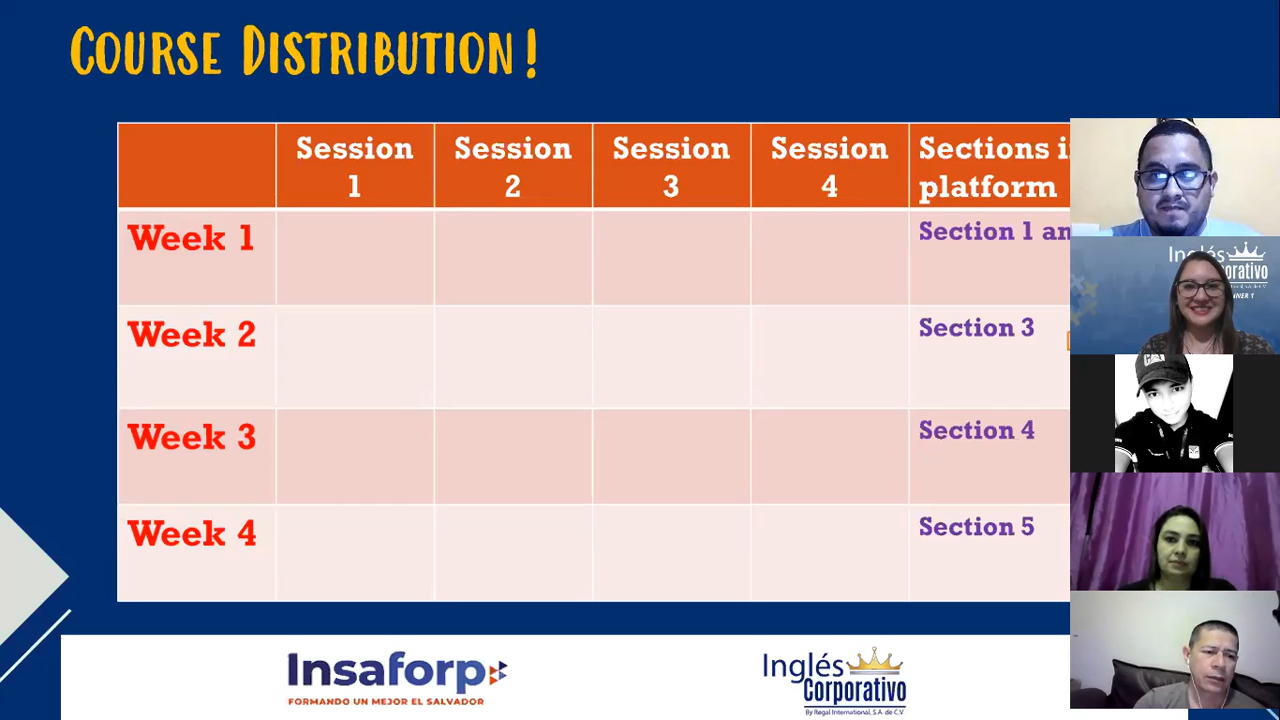 COURSE DISTRIBUTION!
Session 1
Session 2
Session 3
Session 4
Sections
platform
Week 1
Section 1
Week 2
Section 3
Week 3
Section 4
Week 4
Section 5
Inglés
Insaforp
FORMANDO UN MEJOR EL SALVADOR
Inglés
Corporativo
By Regal International, S.A. de C.V.